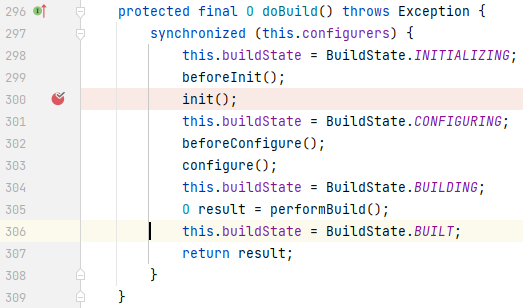 296 protected final O doBuild() throws Exception {
297 synchronized (this.configurers) {
298 this.buildState = BuildState.INITIALIZING;
299 beforeInit();
300 init();
301 this.buildState = BuildState.CONFIGURING;
302 beforeConfigure();
303 configure();
304 this.buildState = BuildState.BUILDING;
305 O result = performBuild();
306 this.buildState = BuildState.BUILT;
307 return result;
308 }
309 }